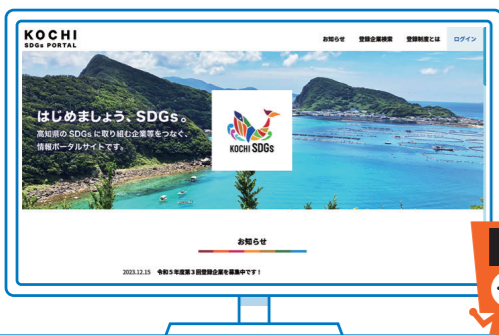 KOCHI
SDGs PORTAL
お知らせ 登録企業検索 登録制度とは ログイン
はじめましょう、SDGs。
高知県の SDGs に取り組む企業等をつなぐ、
情報ポータルサイトです。
KOCHI SDGs
お知らせ
2023.12.15 令和5年度第3回登録企業を募集中です！